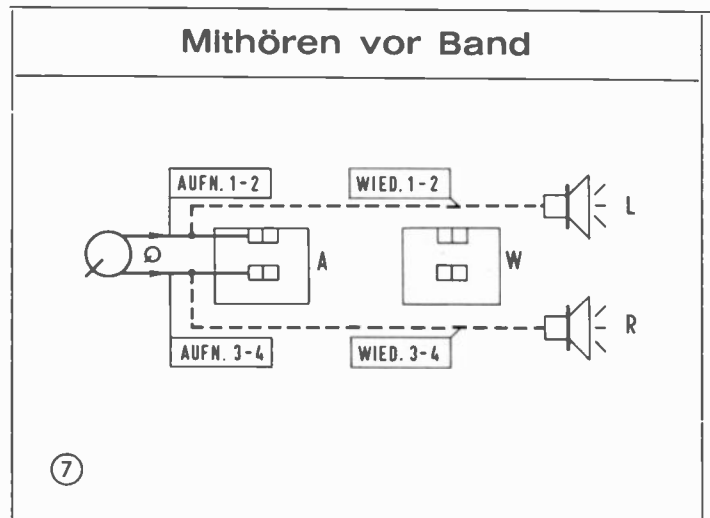 Mithören vor Band
AUFN. 1-2
WIED. 1-2
L
A
W
R
AUFN. 3-4
WIED. 3-4
7